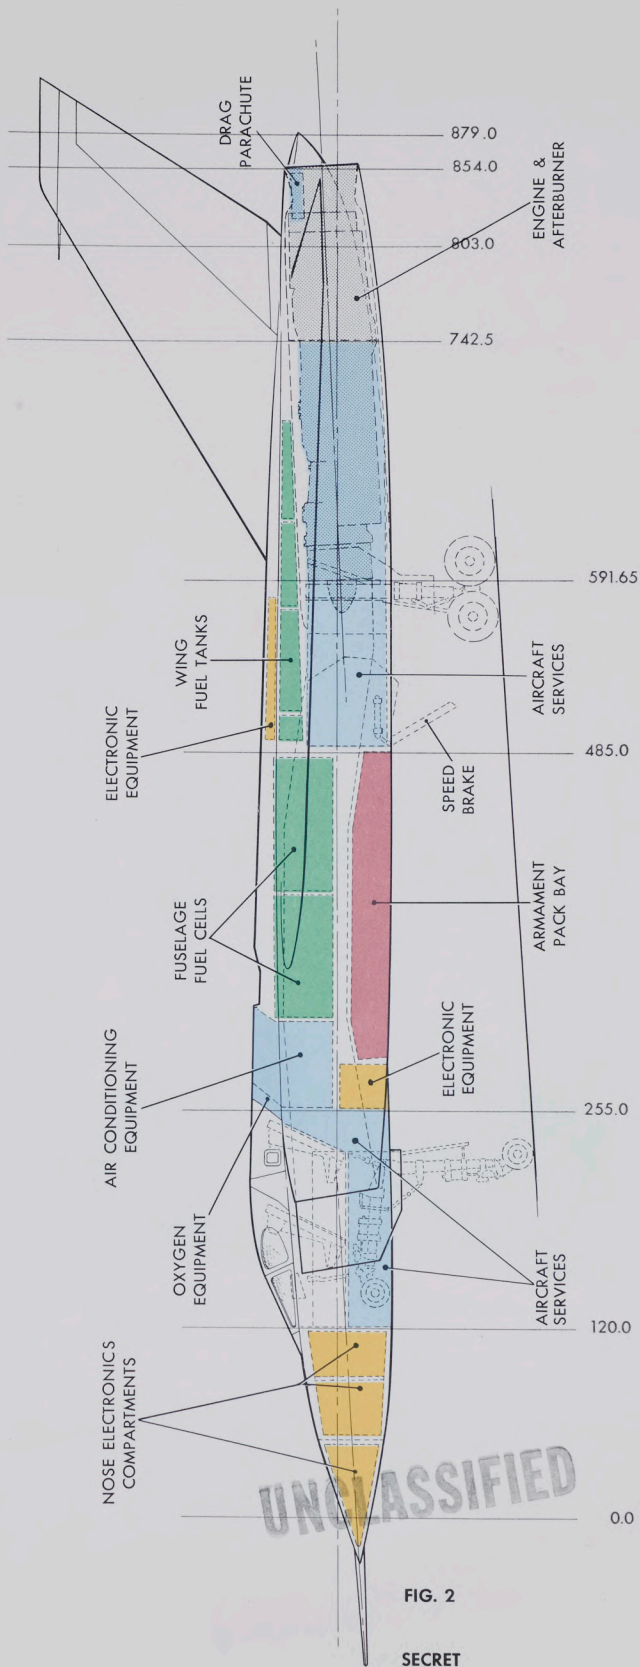 879.0
854.0
803.0
742.5
591.65
485.0
255.0
120.0
0.0
DRAG
PARACHUTE
ENGINE &
AFTERBURNER
WING
FUEL TANKS
ELECTRONIC
EQUIPMENT
AIRCRAFT
SERVICES
SPEED
BRAKE
FUSELAGE
FUEL CELLS
ARMAMENT
PACK BAY
AIR CONDITIONING
EQUIPMENT
ELECTRONIC
EQUIPMENT
OXYGEN
EQUIPMENT
AIRCRAFT
SERVICES
NOSE ELECTRONICS
COMPARTMENTS
UNCLASSIFIED
FIG. 2
SECRET